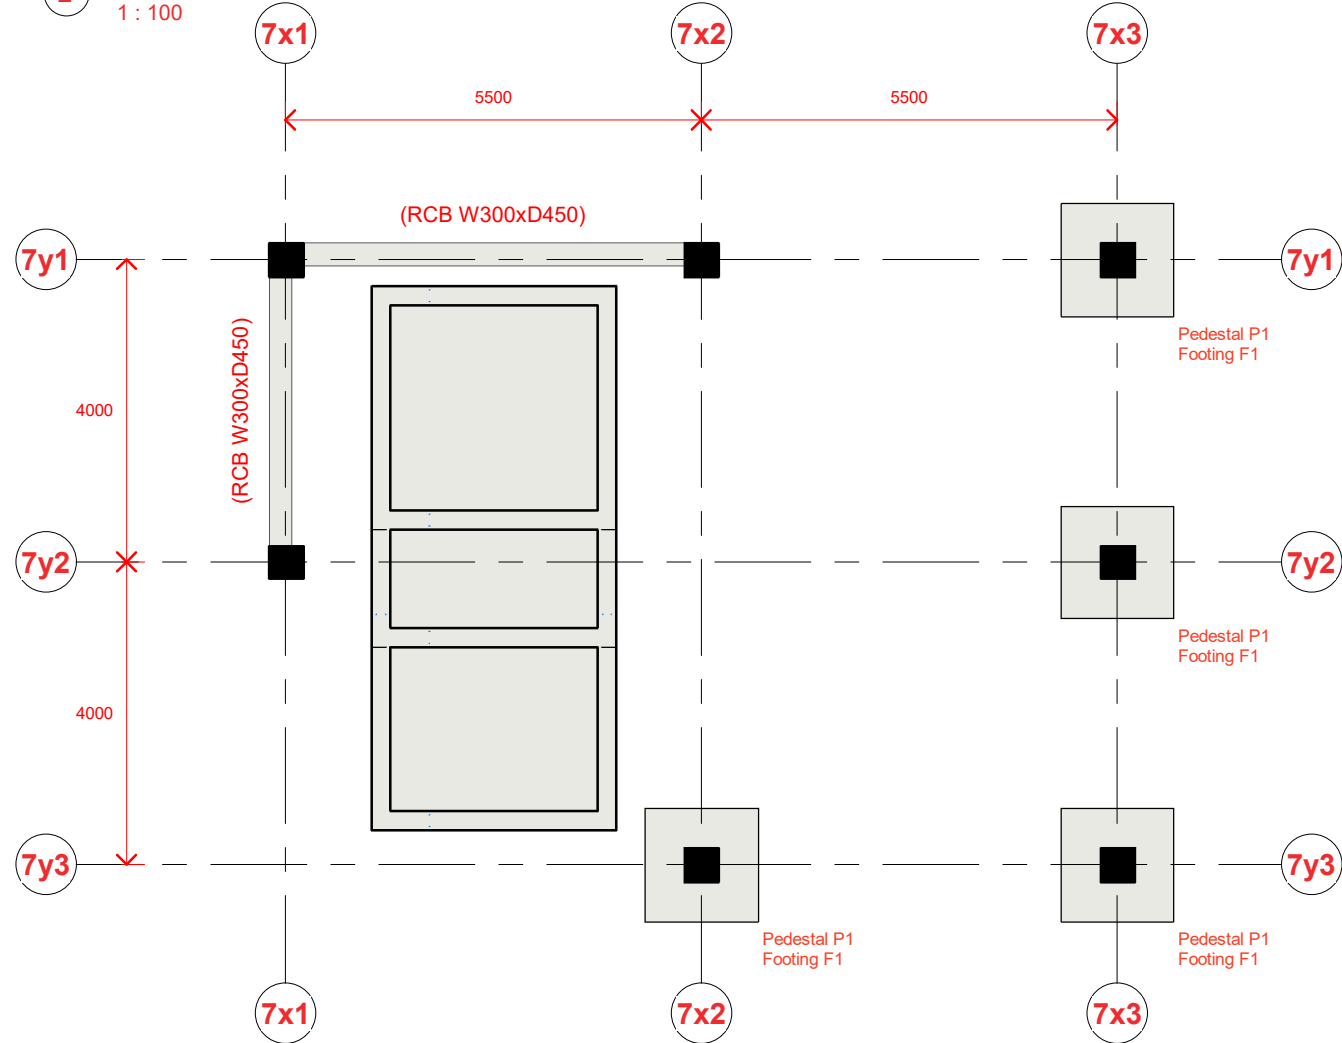 1 : 100
7x1
7x2
7x3
5500
5500
(RCB W300xD450)
7y1
7y1
Pedestal P1
Footing F1
(RCB W300xD450)
4000
7y2
7y2
Pedestal P1
Footing F1
4000
7y3
7y3
Pedestal P1
Footing F1
Pedestal P1
Footing F1
7x1
7x2
7x3